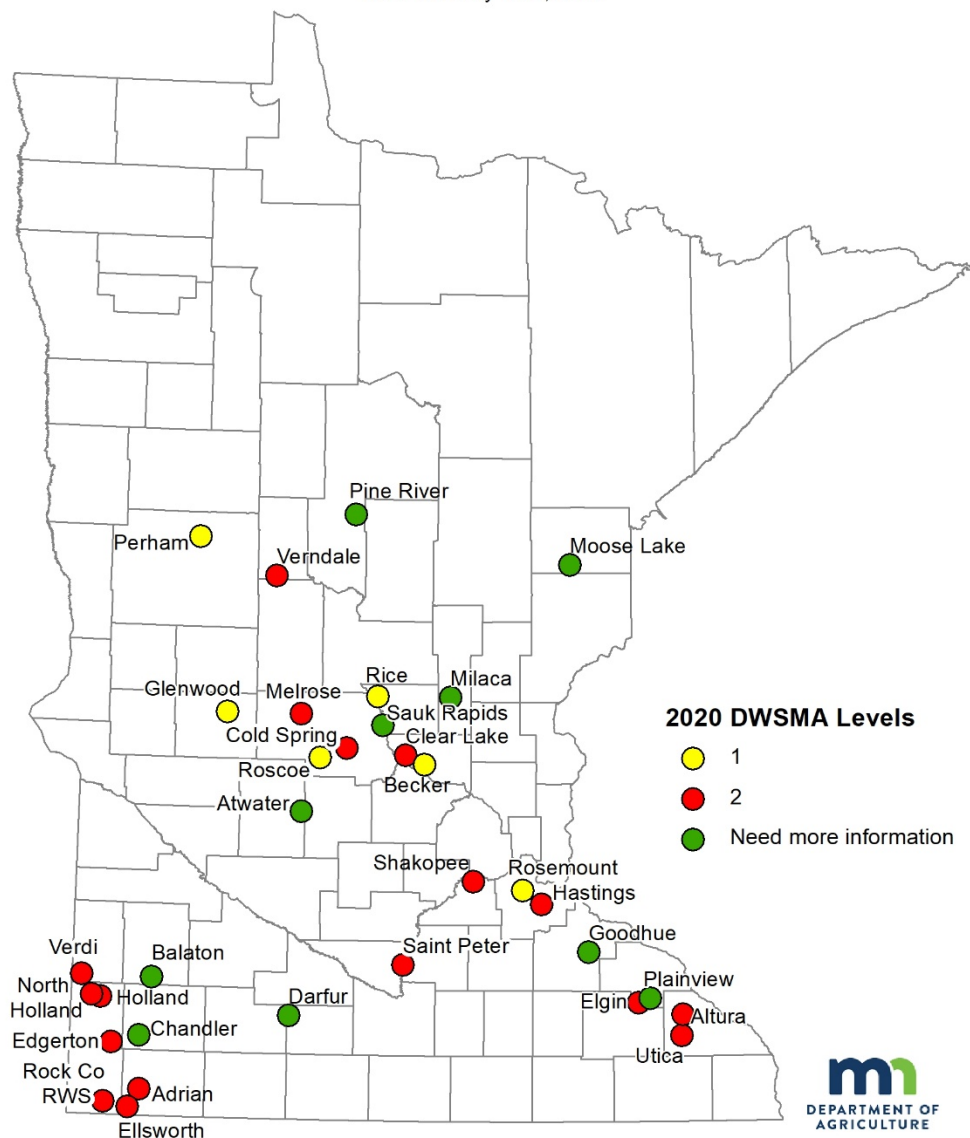 Pine River
Perham
Verndale
Moose Lake
Rice
Milaca
Glenwood
Melrose
Sauk Rapids
Cold Spring
Clear Lake
Roscoe
Becker
Atwater
2020 DWSMA Levels
1
2
Need more information
Shakopee
Rosemount
Hastings
Goodhue
Saint Peter
Verdi
Balaton
North
Holland
Holland
Darfur
Plainview
Elgin
Altura
Utica
Edgerton
Chandler
Rock Co
RWS
Adrian
Ellsworth
DEPARTMENT OF
AGRICULTURE